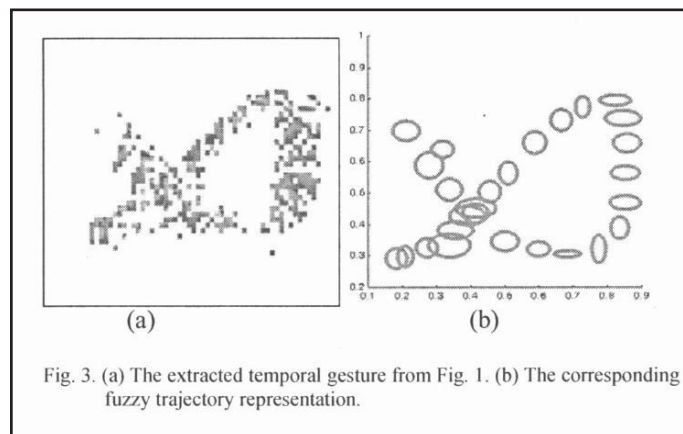 1
0.9
0.8
0.7
0.6
0.5
0.4
0.3
0.2
0.1 0.2 0.3 0.4 0.5 0.6 0.7 0.8 0.9
(a) (b)
Fig. 3. (a) The extracted temporal gesture from Fig. 1. (b) The corresponding
fuzzy trajectory representation.